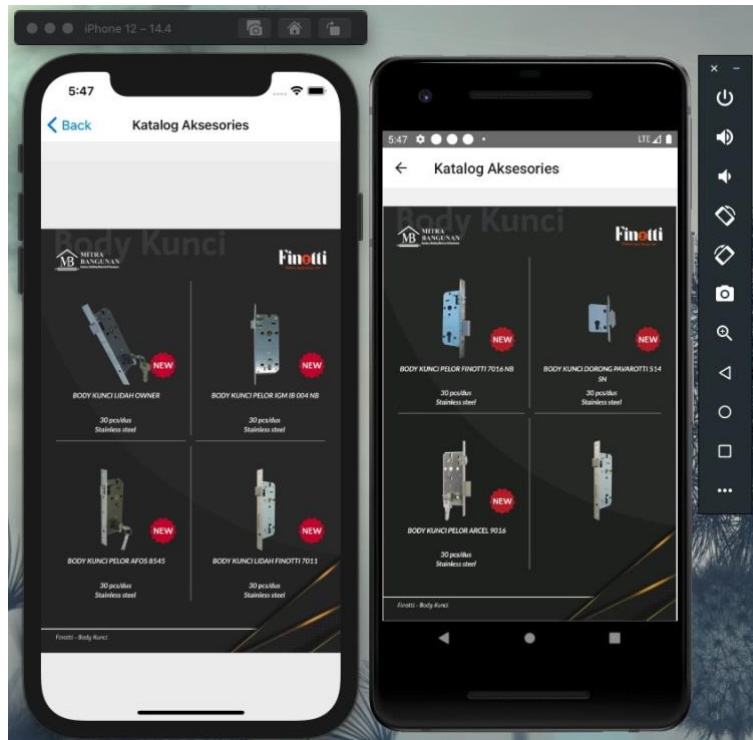 iPhone 12 – 14.4
5:47
Back
Katalog Aksesories
Body Kunci
MB
MITRA
BANGUNAN
Finotti
NEW
BODY KUNCI LIDAH OWNER
30 pcs/dus
Stainless steel
BODY KUNCI PELOR IGM IB 004 NB
30 pcs/dus
Stainless steel
NEW
NEW
BODY KUNCI PELOR AFOS 8545
30 pcs/dus
Stainless steel
BODY KUNCI LIDAH FINOTTI 7011
30 pcs/dus
Stainless steel
Finotti - Body Kunci
5:47
LTE
Katalog Aksesories
Body Kunci
MB
MITRA
BANGUNAN
Finotti
NEW
NEW
BODY KUNCI PELOR FINOTTI 7016 NB
30 pcs/dus
Stainless steel
BODY KUNCI DORONG PAVAROTTI 514
SN
30 pcs/dus
Stainless steel
NEW
BODY KUNCI PELOR ARCEL 9016
30 pcs/dus
Stainless steel
Finotti - Body Kunci